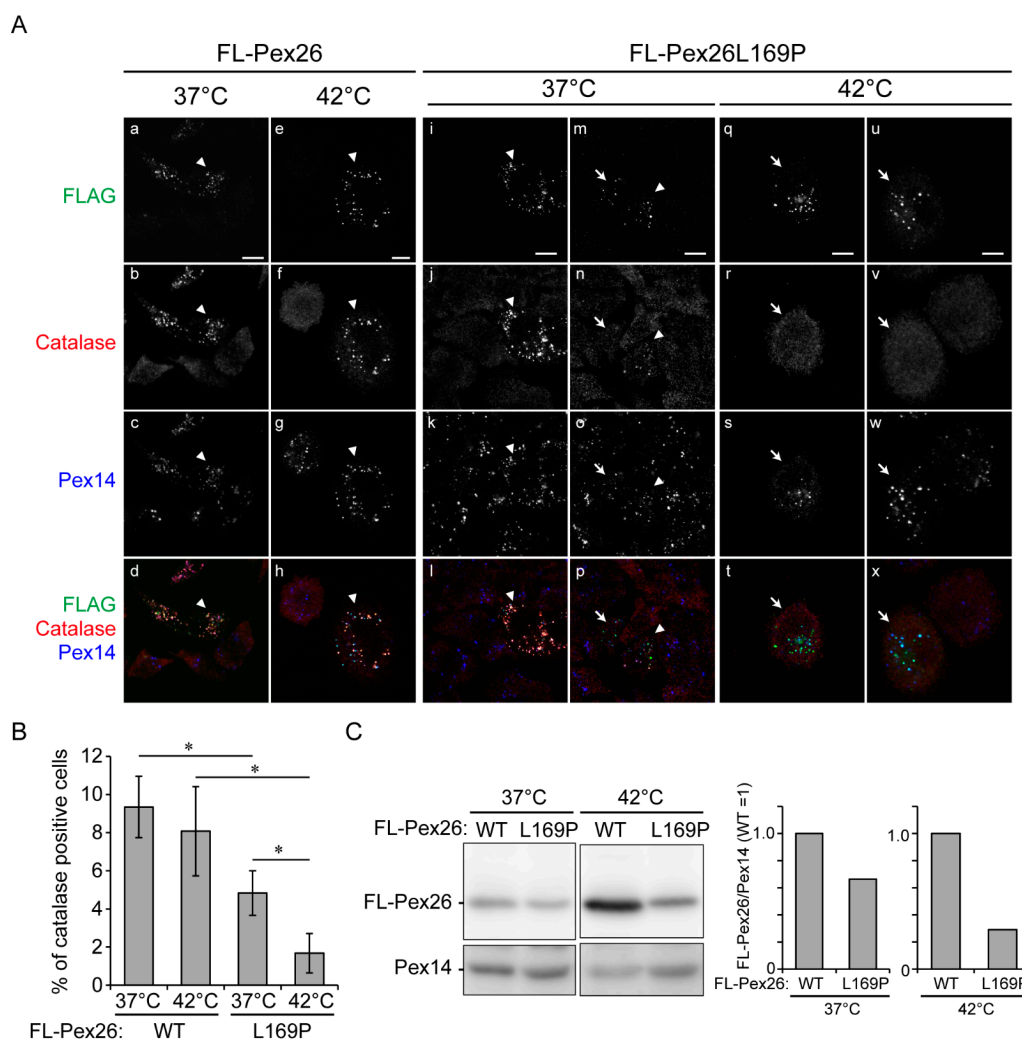 A
FL-Pex26 FL-Pex26L169P
37°C 42°C 37°C 42°C
a e i m q u
FLAG
b f j n r v
Catalase
c g k o s w
Pex14
d h l p t x
FLAG
Catalase
Pex14
B
% of catalase positive cells
12
10
8
6
4
2
0
* * *
37°C 42°C 37°C 42°C
FL-Pex26: WT L169P
C
37°C 42°C
FL-Pex26: WT L169P WT L169P
FL-Pex26
Pex14
FL-Pex26/Pex14 (WT =1)
1.0 1.0
0 0
FL-Pex26: WT L169P WT L169P
37°C 42°C